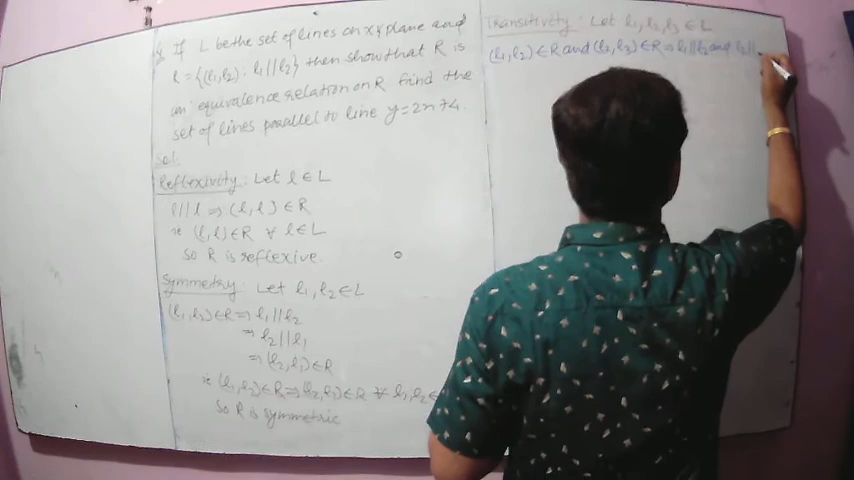 Q If L be the set of lines on xy plane and
R = {(l₁,l₂): l₁ || l₂} then show that R is
an equivalence relation on R find the
set of lines parallel to line y=2x+4.
Sol.
Reflexivity: Let l ∈ L
l || l ⇒ (l, l) ∈ R
ie (l, l) ∈ R ∀ l ∈ L
So R is reflexive.
Symmetry: Let l₁, l₂ ∈ L
(l₁, l₂) ∈ R ⇒ l₁ || l₂
⇒ l₂ || l₁
⇒ (l₂, l₁) ∈ R
ie (l₁, l₂) ∈ R ⇒ (l₂, l₁) ∈ R ∀ l₁, l₂ ∈
So R is symmetric
Transitivity: Let l₁, l₂, l₃ ∈ L
(l₁, l₂) ∈ R and (l₂, l₃) ∈ R ⇒ l₁ || l₂ and l₂ ||